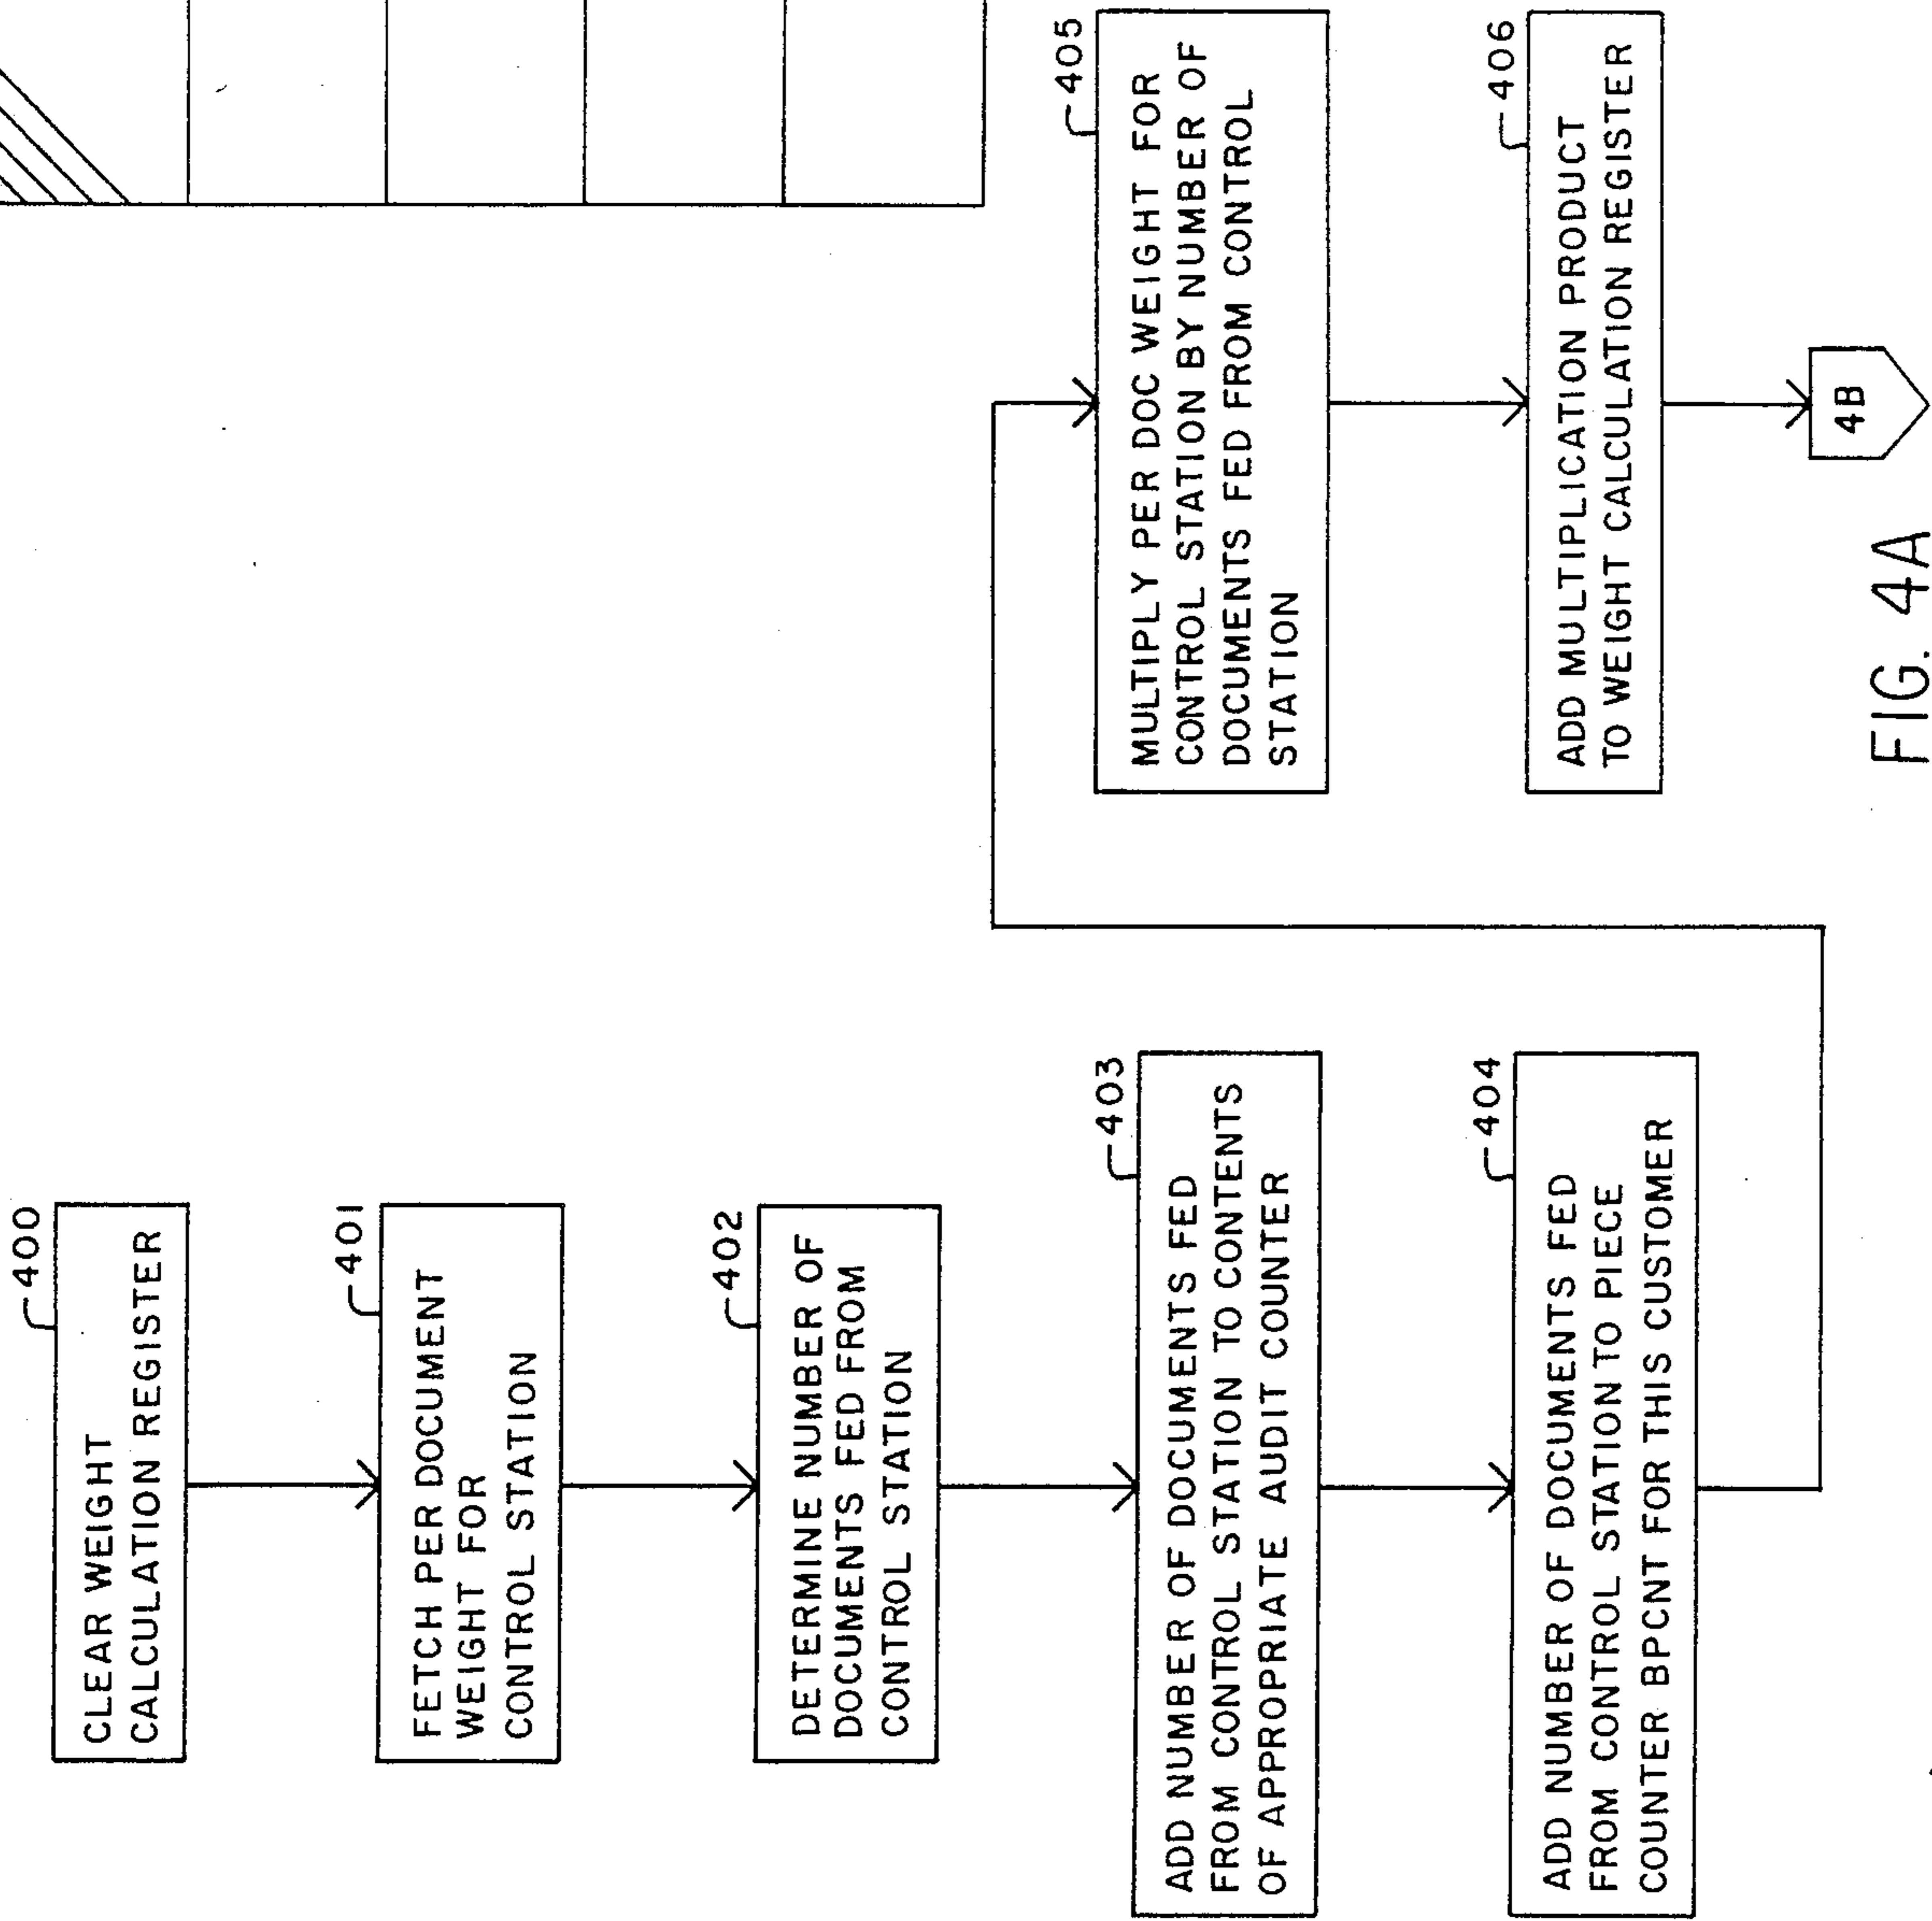 400
CLEAR WEIGHT
CALCULATION REGISTER
401
FETCH PER DOCUMENT
WEIGHT FOR
CONTROL STATION
402
DETERMINE NUMBER OF
DOCUMENTS FED FROM
CONTROL STATION
403
ADD NUMBER OF DOCUMENTS FED
FROM CONTROL STATION TO CONTENTS
OF APPROPRIATE AUDIT COUNTER
404
ADD NUMBER OF DOCUMENTS FED
FROM CONTROL STATION TO PIECE
COUNTER BPCNT FOR THIS CUSTOMER
405
MULTIPLY PER DOC WEIGHT FOR
CONTROL STATION BY NUMBER OF
DOCUMENTS FED FROM CONTROL
STATION
406
ADD MULTIPLICATION PRODUCT
TO WEIGHT CALCULATION REGISTER
4B
FIG. 4A